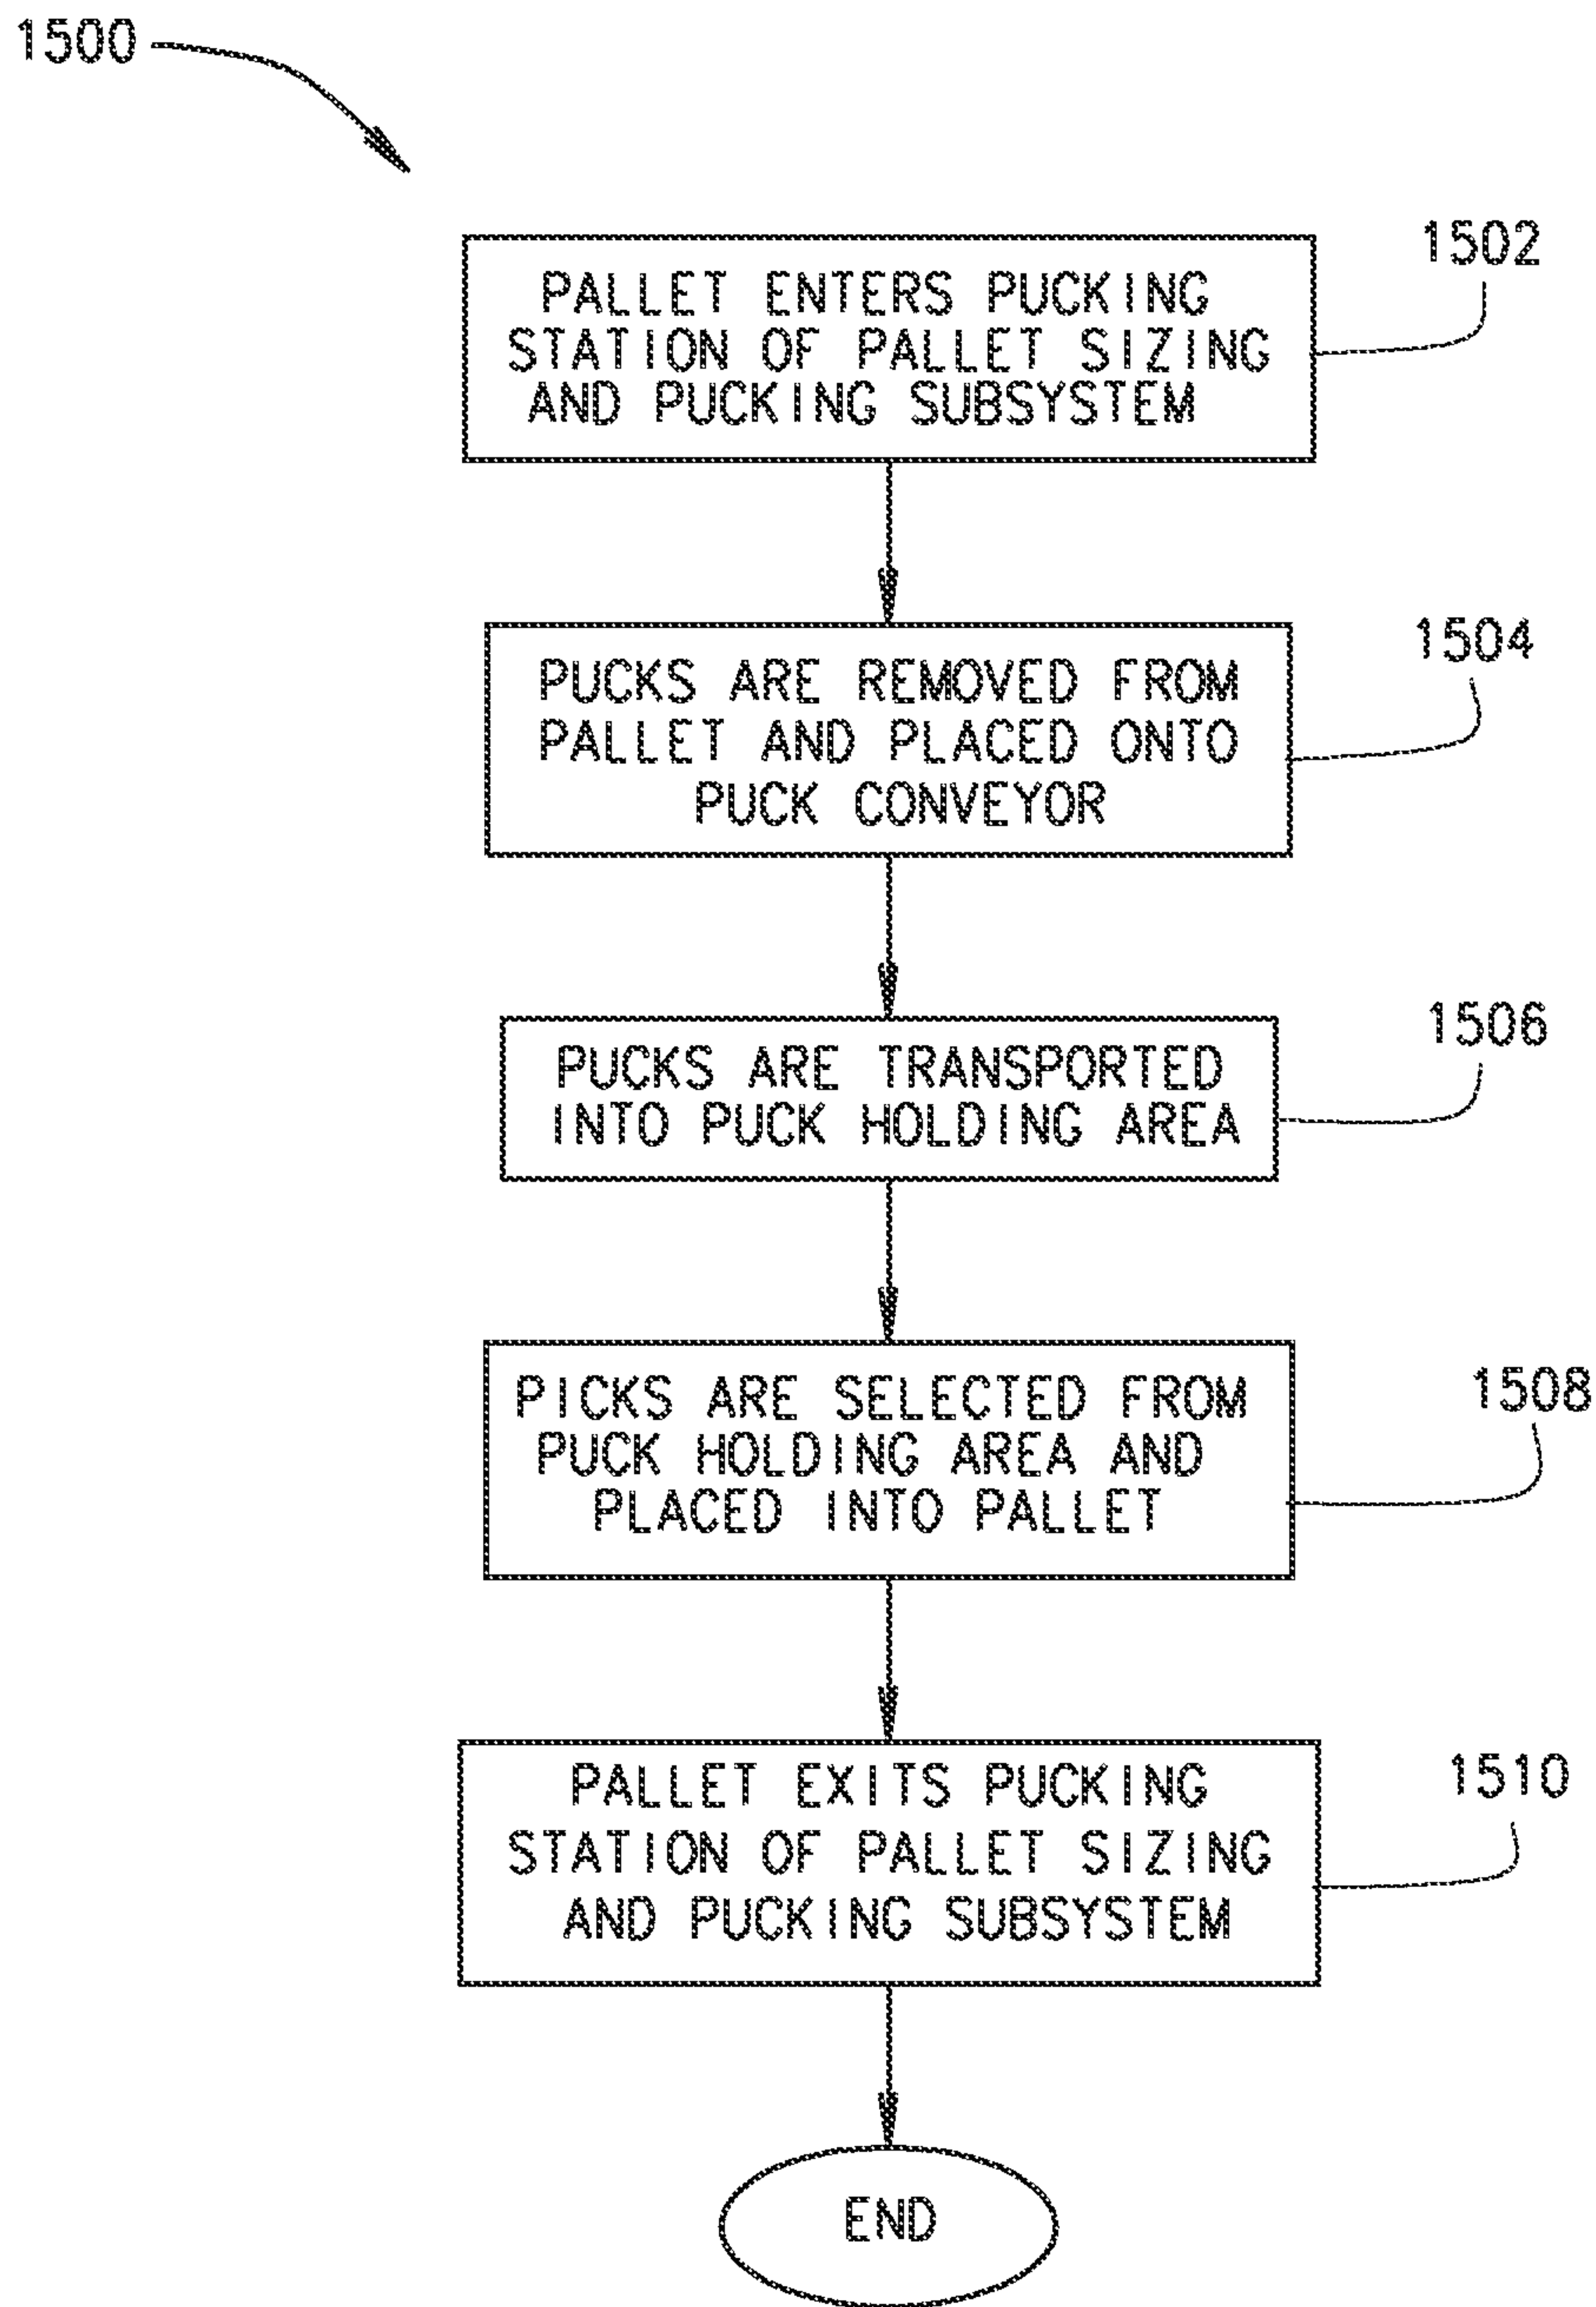 1500
1502
PALLET ENTERS PUCKING
STATION OF PALLET SIZING
AND PUCKING SUBSYSTEM
1504
PUCKS ARE REMOVED FROM
PALLET AND PLACED ONTO
PUCK CONVEYOR
1506
PUCKS ARE TRANSPORTED
INTO PUCK HOLDING AREA
1508
PICKS ARE SELECTED FROM
PUCK HOLDING AREA AND
PLACED INTO PALLET
1510
PALLET EXITS PUCKING
STATION OF PALLET SIZING
AND PUCKING SUBSYSTEM
END